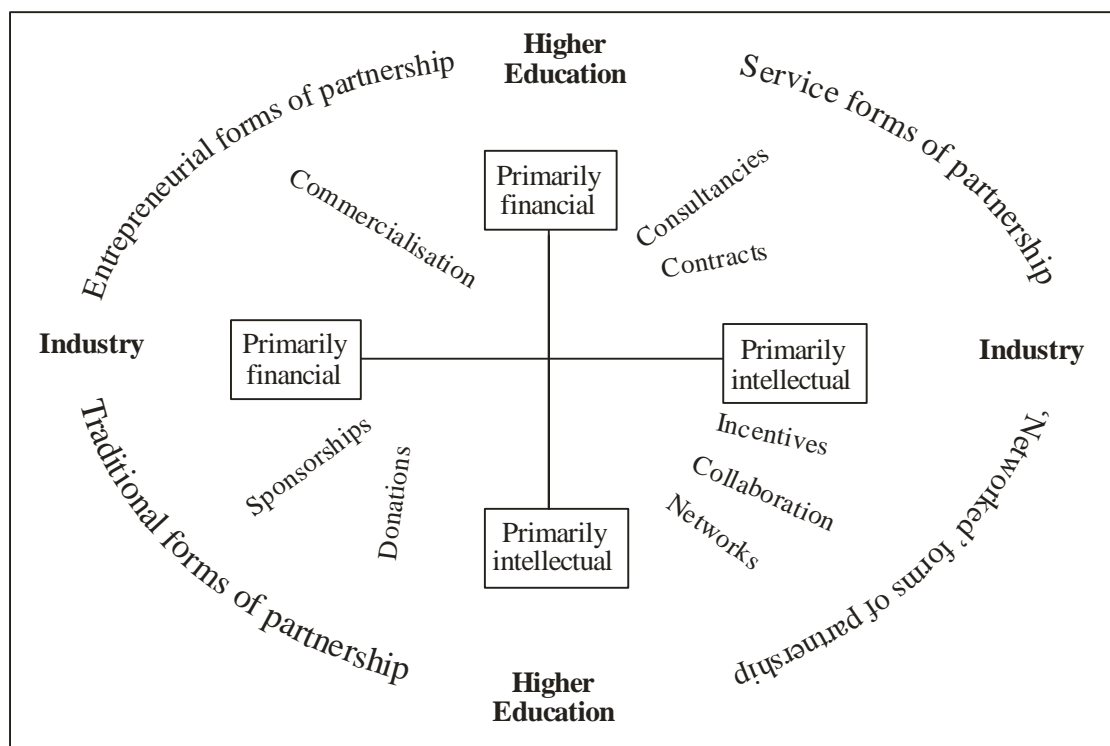 Higher
Education
Entrepreneurial forms of partnership
Service forms of partnership
Commercialisation
Primarily
financial
Consultancies
Contracts
Industry
Primarily
financial
Primarily
intellectual
Industry
Traditional forms of partnership
Sponsorships
Donations
Primarily
intellectual
Incentives
Collaboration
Networks
‘Networked’ forms of partnership
Higher
Education